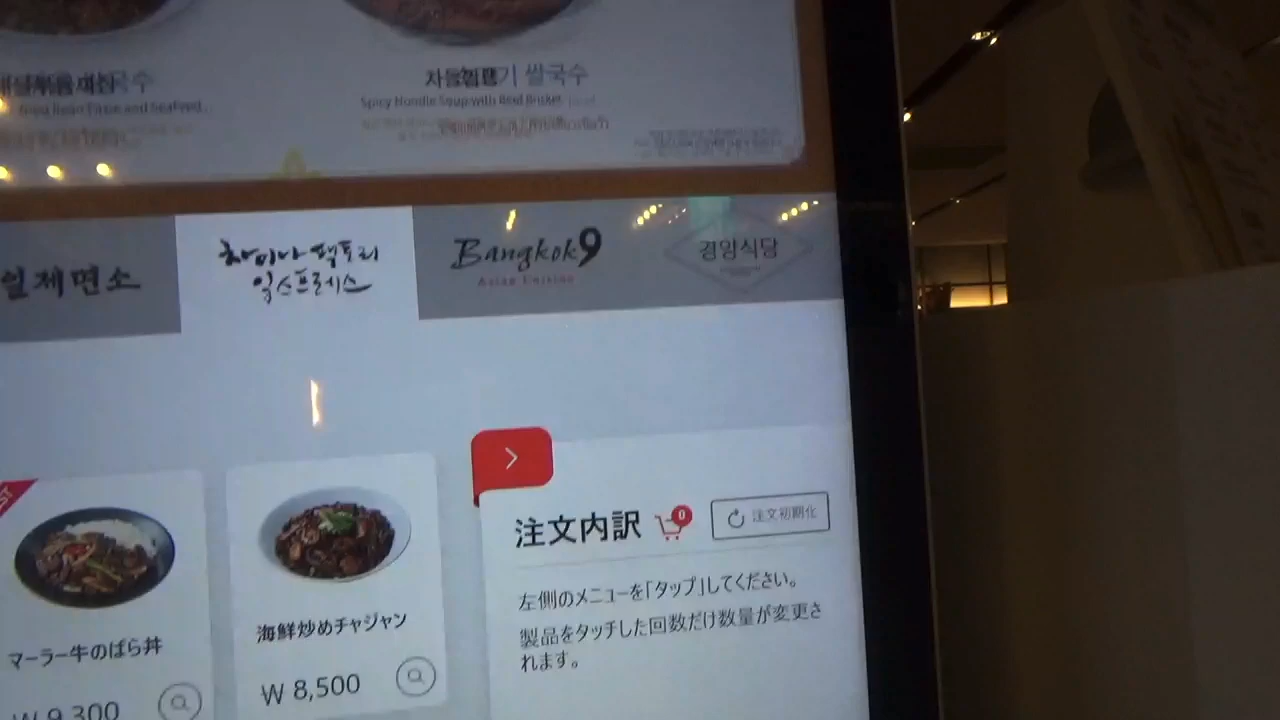 쌀국수
Spicy Noodle Soup with Beef Brisket
일제면소
차이나팩토리
익스프레스
Bangkok9
Asian Cuisine
경양식당
注文内訳
0
注文初期化
左側のメニューを「タップ」してください。
製品をタッチした回数だけ数量が変更さ
れます。
マーラー牛のばら丼
₩ 9,300
海鮮炒めチャジャン
₩ 8,500